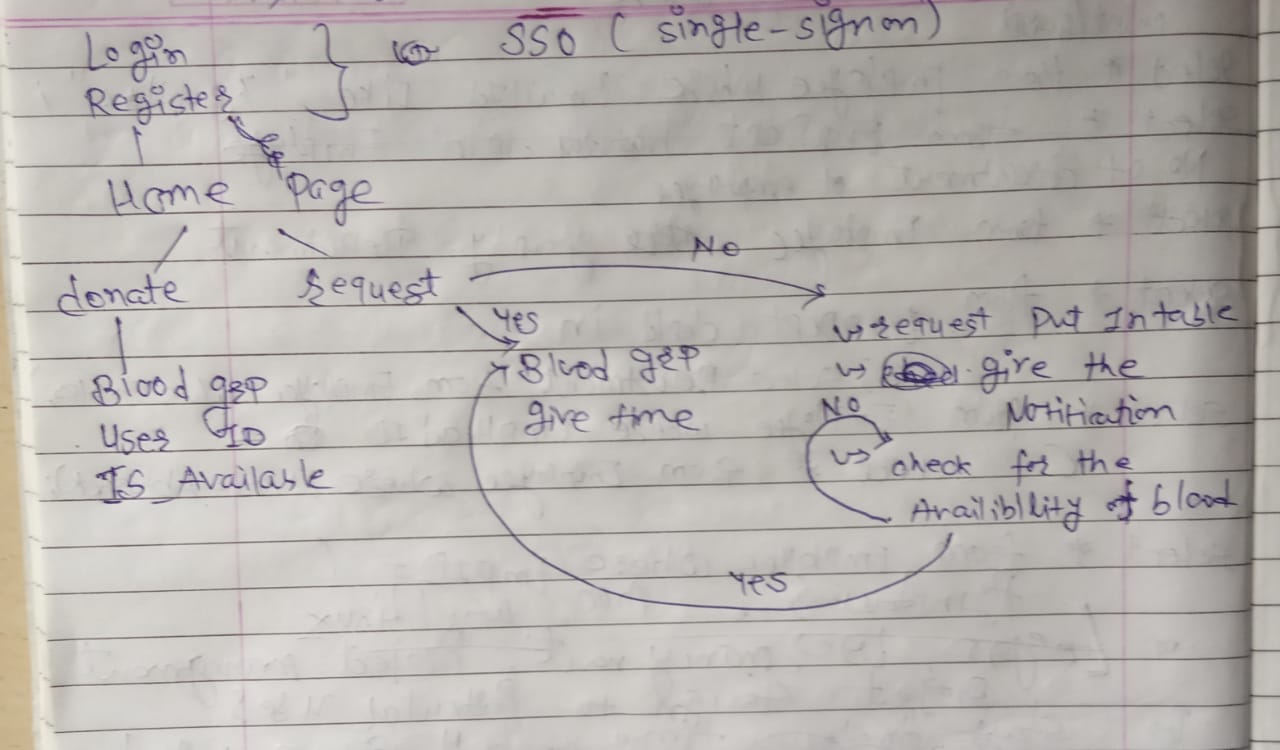 Login
Register
SSO (single-signon)
Home Page
donate
request
No
Yes
Blood grp
User ID
IS_Available
Blood grp
give time
request Put In table
give the
Notification
No
check for the
Availiblility of blood
Yes